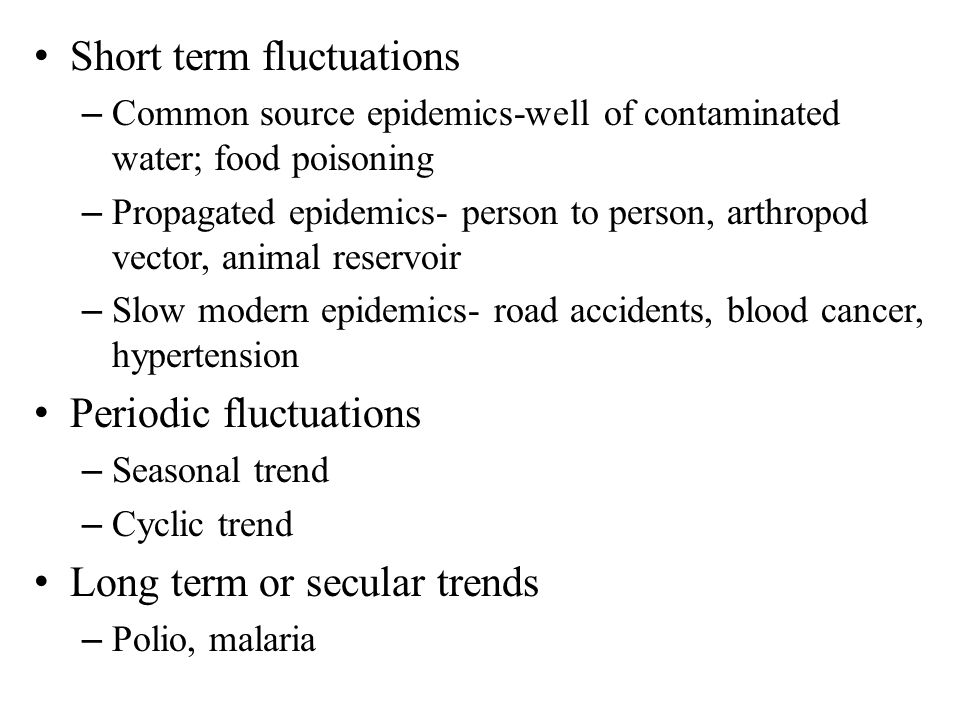 • Short term fluctuations
– Common source epidemics-well of contaminated
water; food poisoning
– Propagated epidemics- person to person, arthropod
vector, animal reservoir
– Slow modern epidemics- road accidents, blood cancer,
hypertension
• Periodic fluctuations
– Seasonal trend
– Cyclic trend
• Long term or secular trends
– Polio, malaria